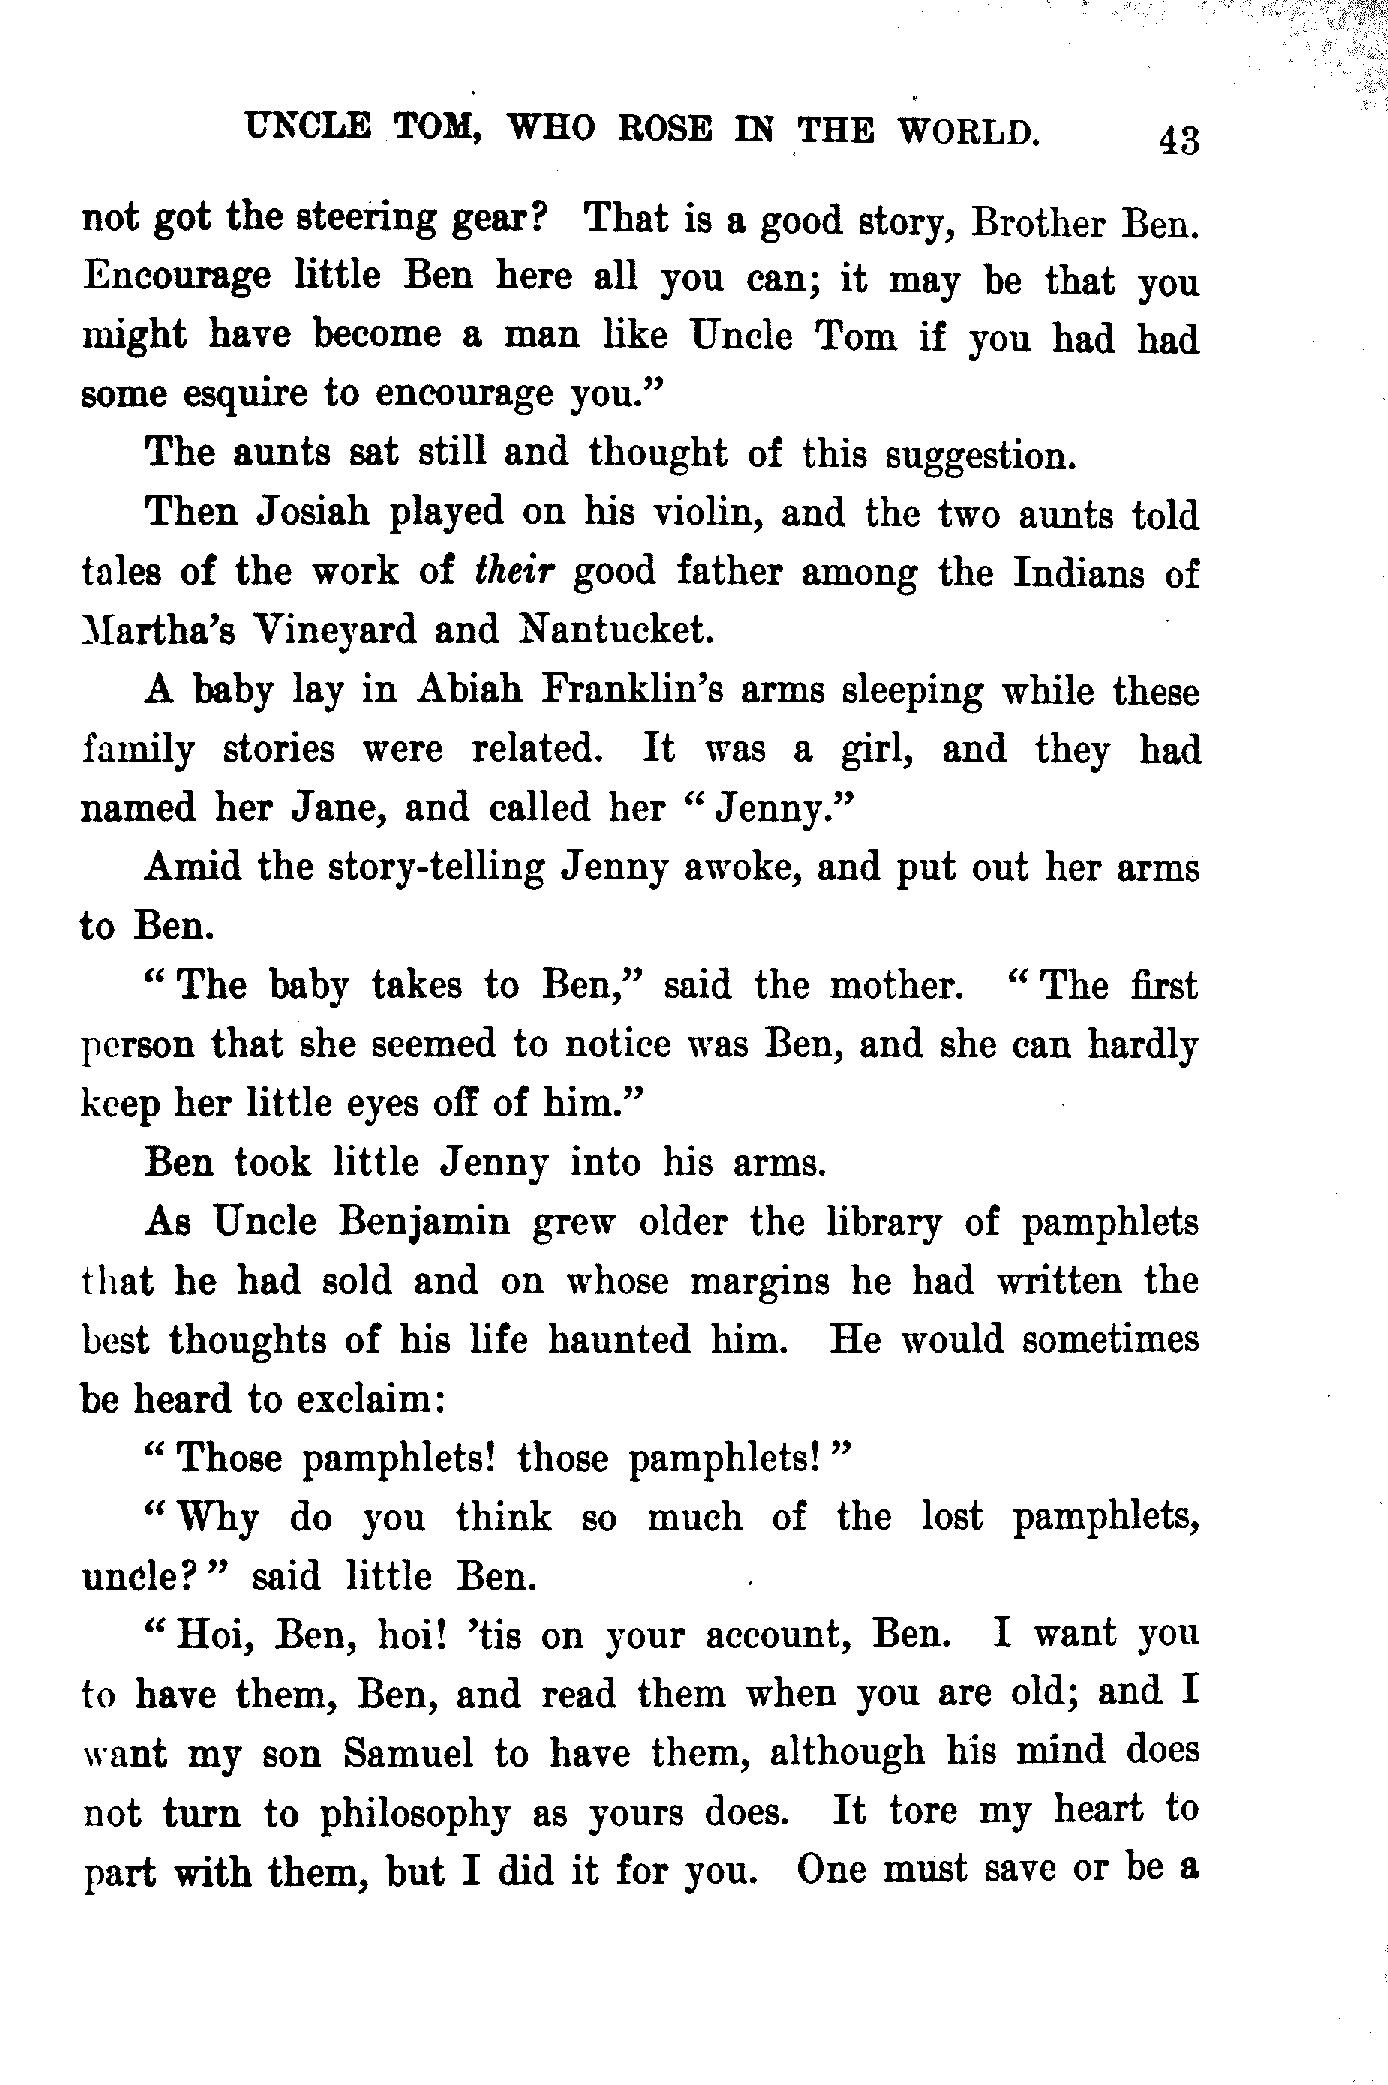 UNCLE TOM, WHO ROSE IN THE WORLD. 43
not got the steering gear? That is a good story, Brother Ben.
Encourage little Ben here all you can; it may be that you
might have become a man like Uncle Tom if you had had
some esquire to encourage you.”
The aunts sat still and thought of this suggestion.
Then Josiah played on his violin, and the two aunts told
tales of the work of their good father among the Indians of
Martha’s Vineyard and Nantucket.
A baby lay in Abiah Franklin’s arms sleeping while these
family stories were related. It was a girl, and they had
named her Jane, and called her “ Jenny.”
Amid the story-telling Jenny awoke, and put out her arms
to Ben.
“ The baby takes to Ben,” said the mother. “ The first
person that she seemed to notice was Ben, and she can hardly
keep her little eyes off of him.”
Ben took little Jenny into his arms.
As Uncle Benjamin grew older the library of pamphlets
that he had sold and on whose margins he had written the
best thoughts of his life haunted him. He would sometimes
be heard to exclaim:
“ Those pamphlets! those pamphlets! ”
“ Why do you think so much of the lost pamphlets,
uncle? ” said little Ben.
“ Hoi, Ben, hoi! ’tis on your account, Ben. I want you
to have them, Ben, and read them when you are old; and I
want my son Samuel to have them, although his mind does
not turn to philosophy as yours does. It tore my heart to
part with them, but I did it for you. One must save or be a